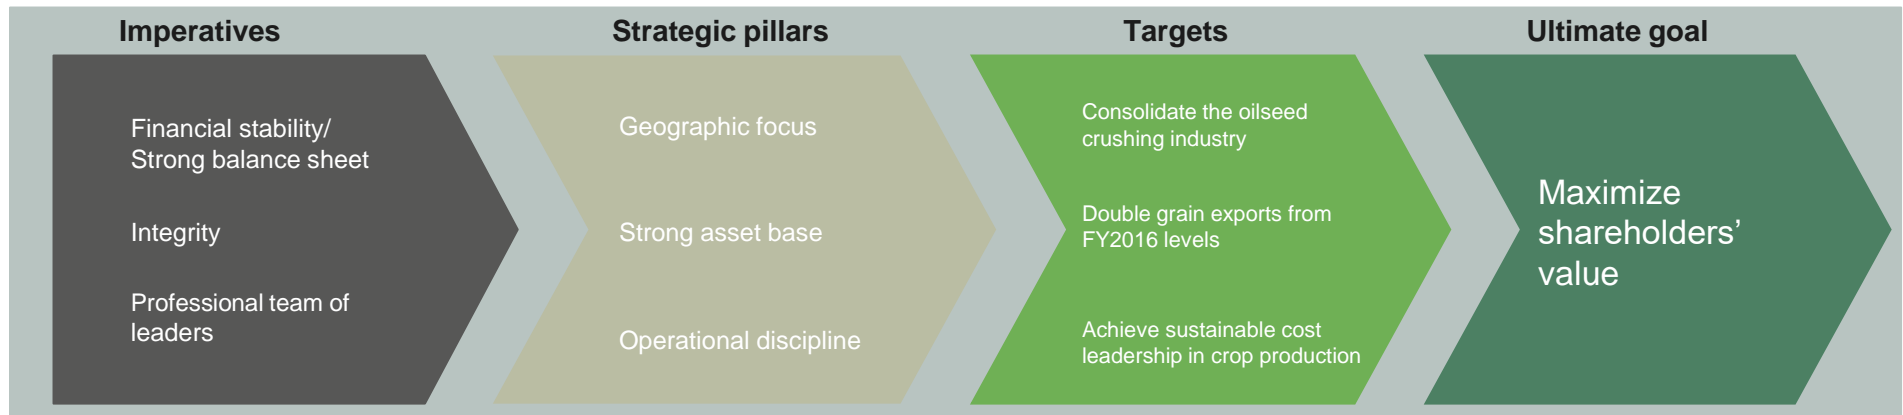 Imperatives
Financial stability/
Strong balance sheet
Integrity
Professional team of
leaders
Strategic pillars
Geographic focus
Strong asset base
Operational discipline
Targets
Consolidate the oilseed
crushing industry
Double grain exports from
FY2016 levels
Achieve sustainable cost
leadership in crop production
Ultimate goal
Maximize
shareholders’
value